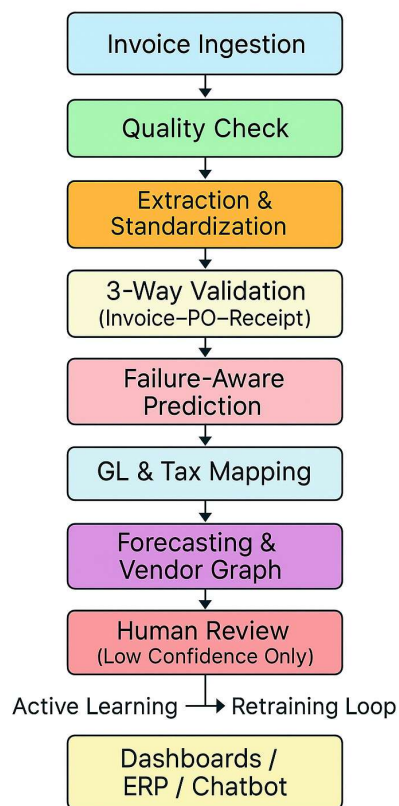 Invoice Ingestion
Quality Check
Extraction &
Standardization
3-Way Validation
(Invoice–PO–Receipt)
Failure-Aware
Prediction
GL & Tax Mapping
Forecasting &
Vendor Graph
Human Review
(Low Confidence Only)
Active Learning Retraining Loop
Dashboards /
ERP / Chatbot